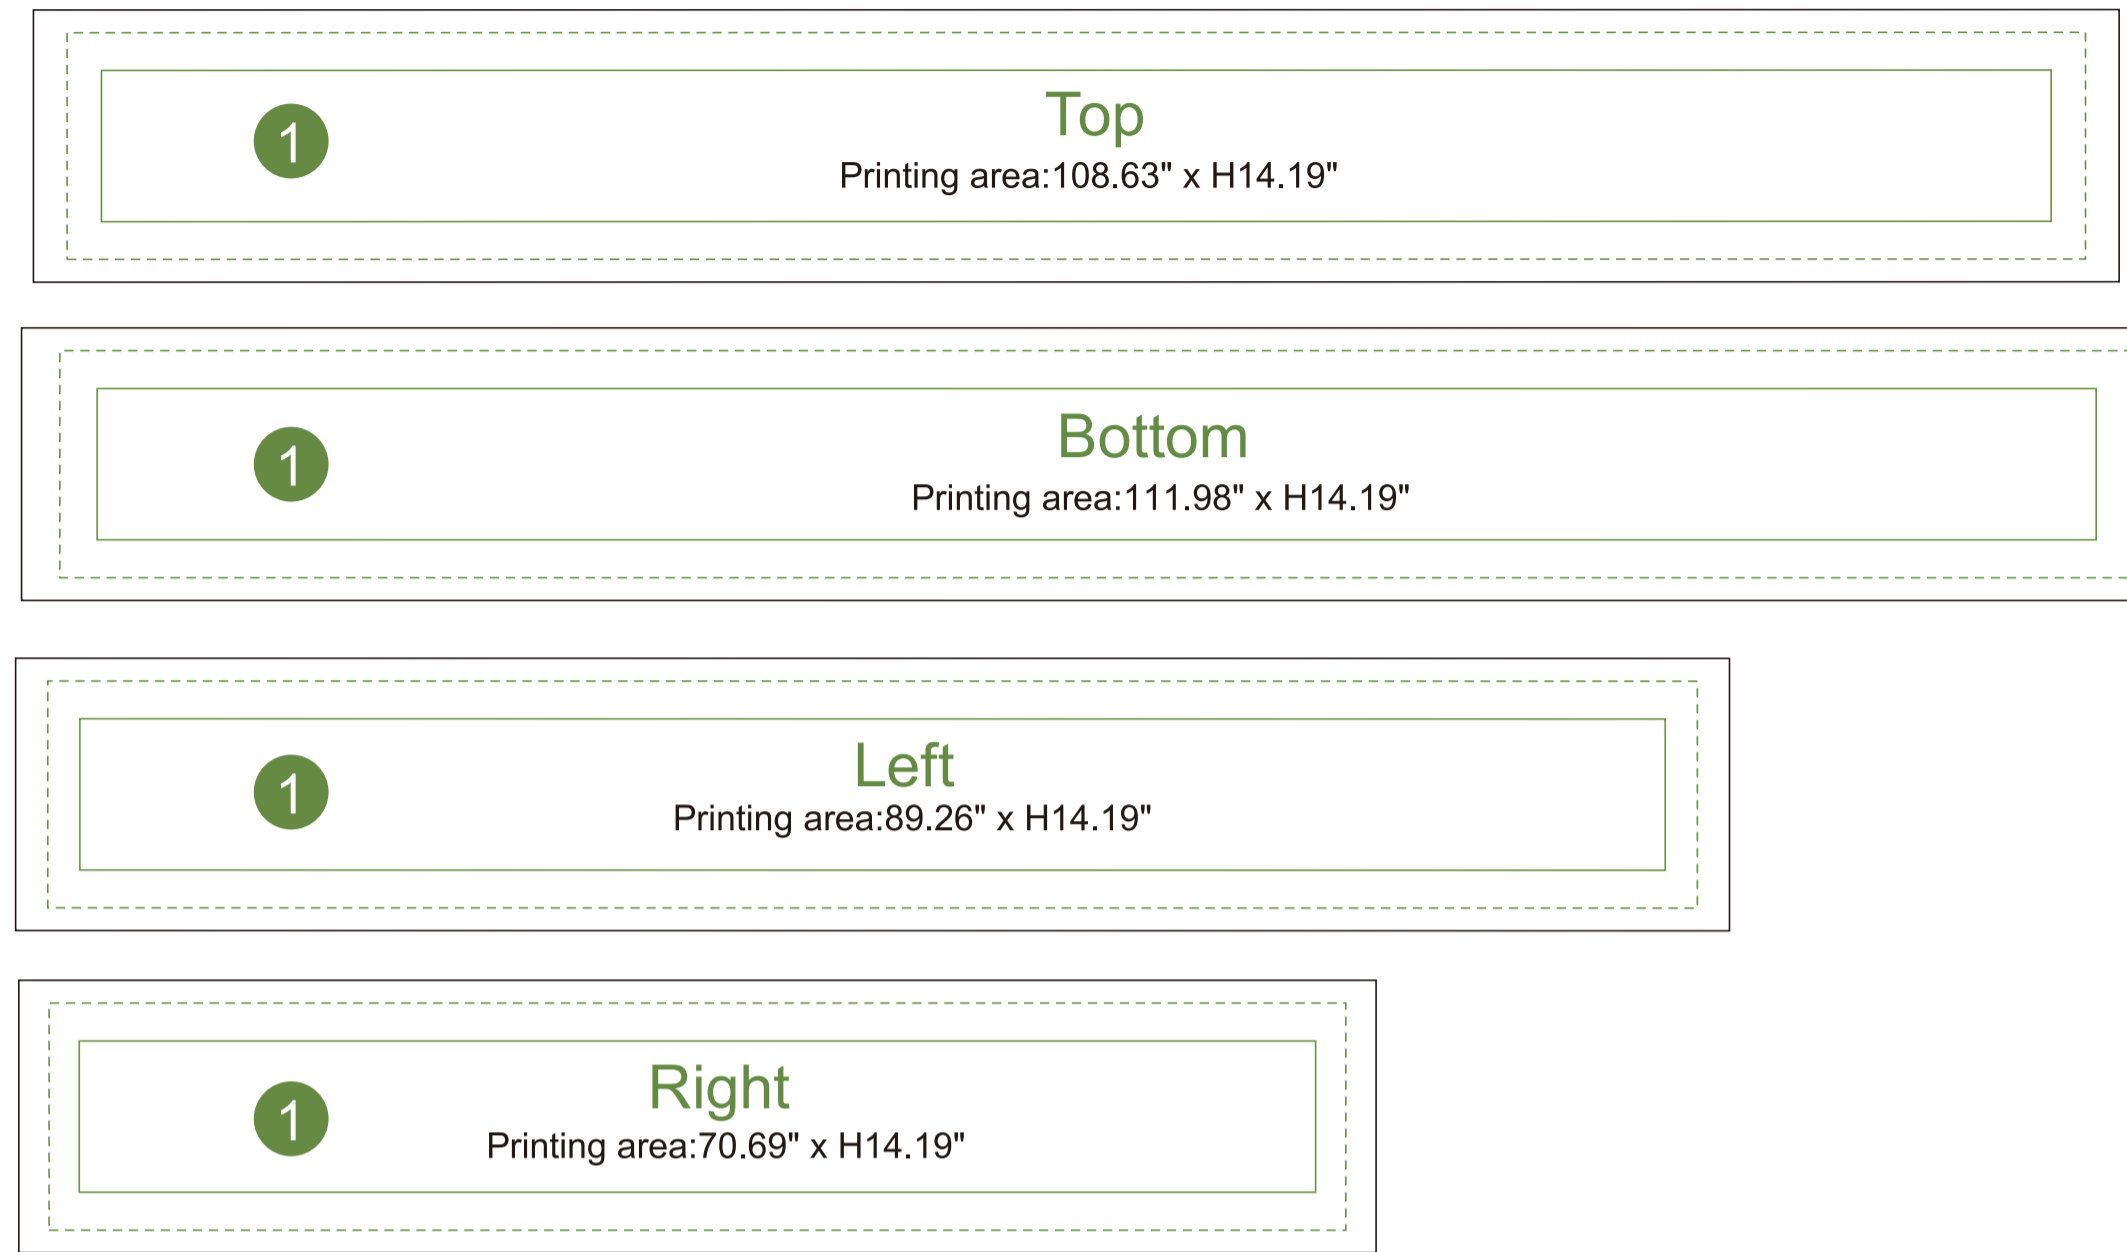 Top
1
Printing area:108.63" x H14.19"
Bottom
1
Printing area:111.98" x H14.19"
Left
1
Printing area:89.26" x H14.19"
Right
1
Printing area:70.69" x H14.19"